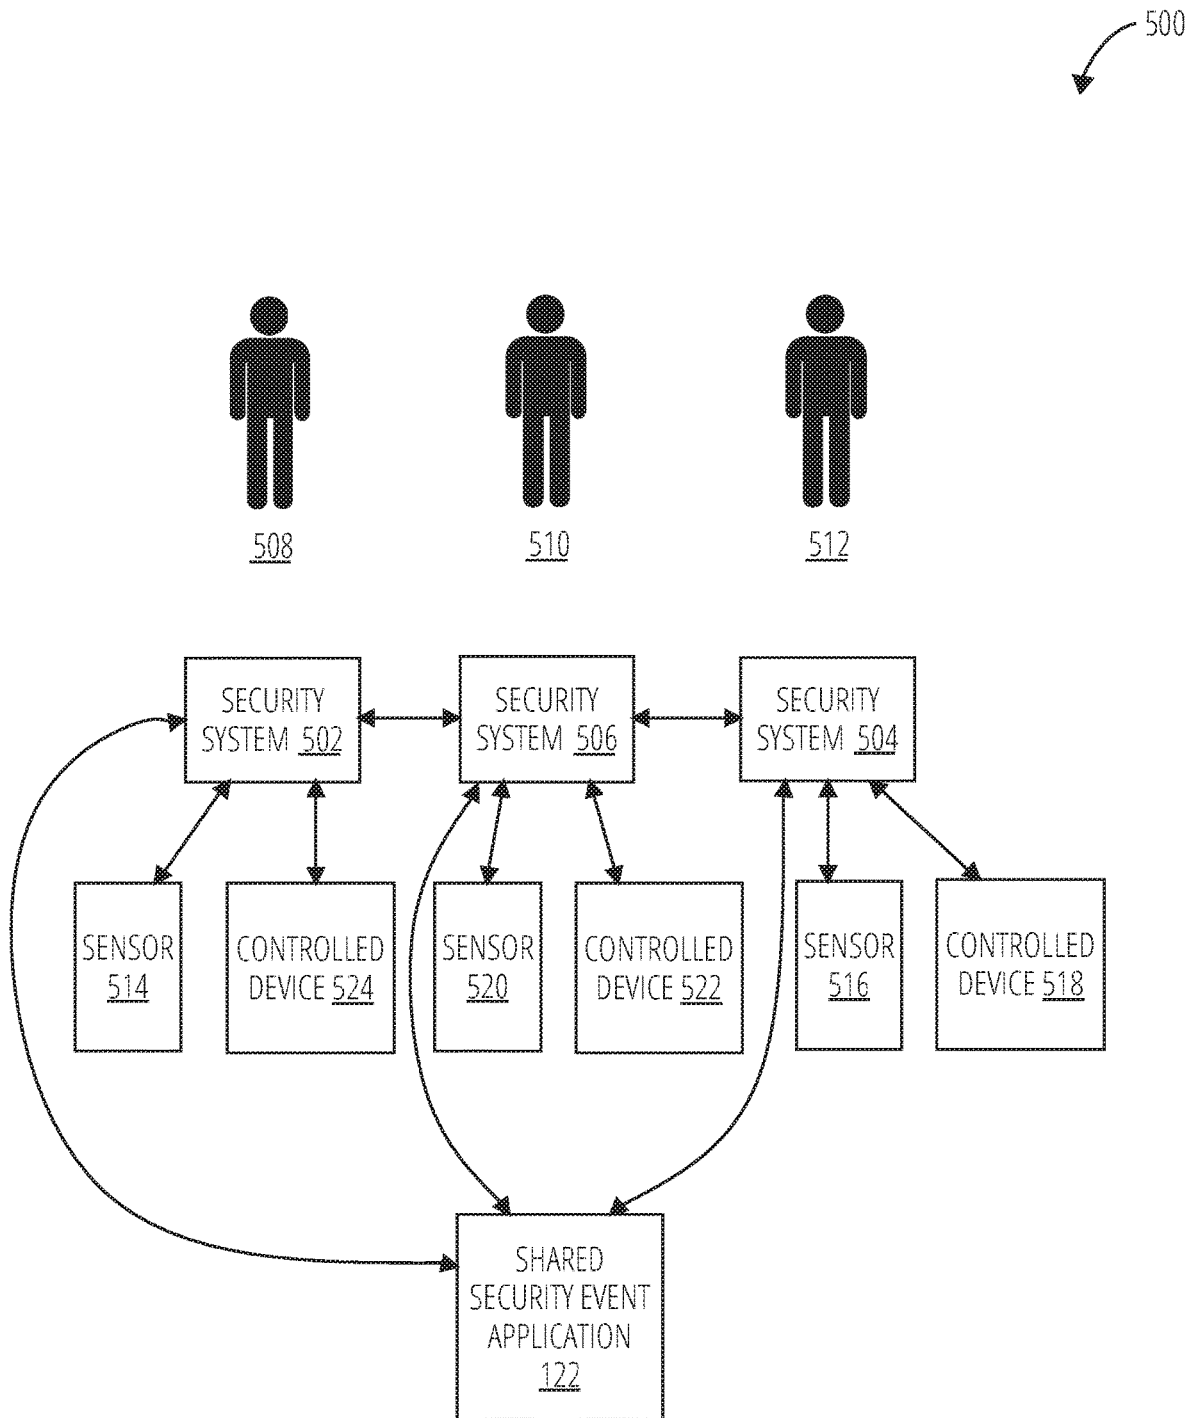 500
508
510
512
SECURITY
SYSTEM 502
SECURITY
SYSTEM 506
SECURITY
SYSTEM 504
SENSOR
514
CONTROLLED
DEVICE 524
SENSOR
520
CONTROLLED
DEVICE 522
SENSOR
516
CONTROLLED
DEVICE 518
SHARED
SECURITY EVENT
APPLICATION
122